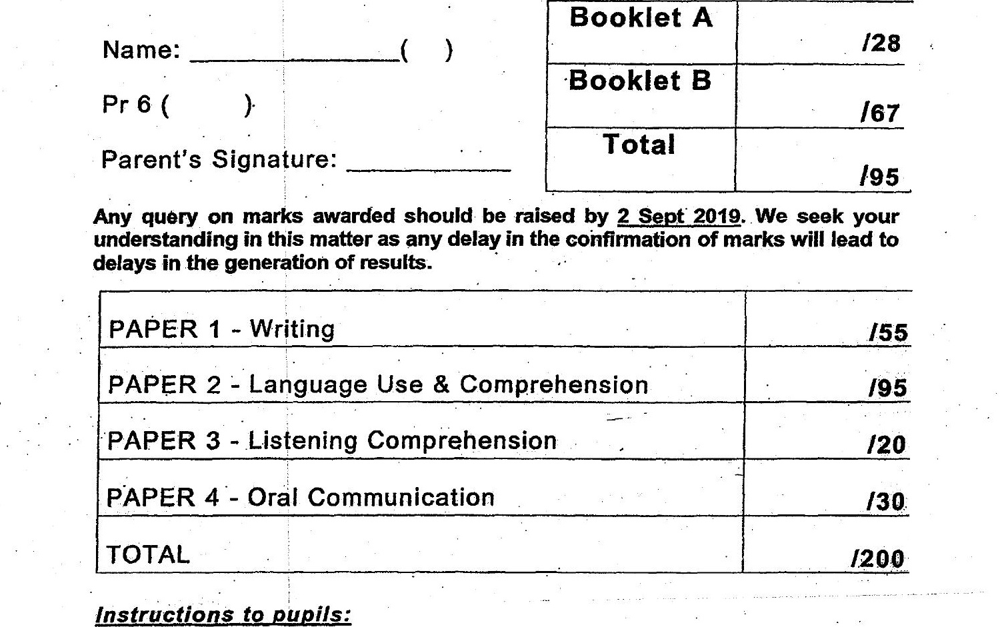 Booklet A
/28
Name: ______________( )
Booklet B
/67
Pr 6 ( )
Total
/95
Parent's Signature: ___________
Any query on marks awarded should be raised by 2 Sept 2019. We seek your
understanding in this matter as any delay in the confirmation of marks will lead to
delays in the generation of results.
PAPER 1 - Writing /55
PAPER 2 - Language Use & Comprehension /95
PAPER 3 - Listening Comprehension /20
PAPER 4 - Oral Communication /30
TOTAL /200
Instructions to pupils: